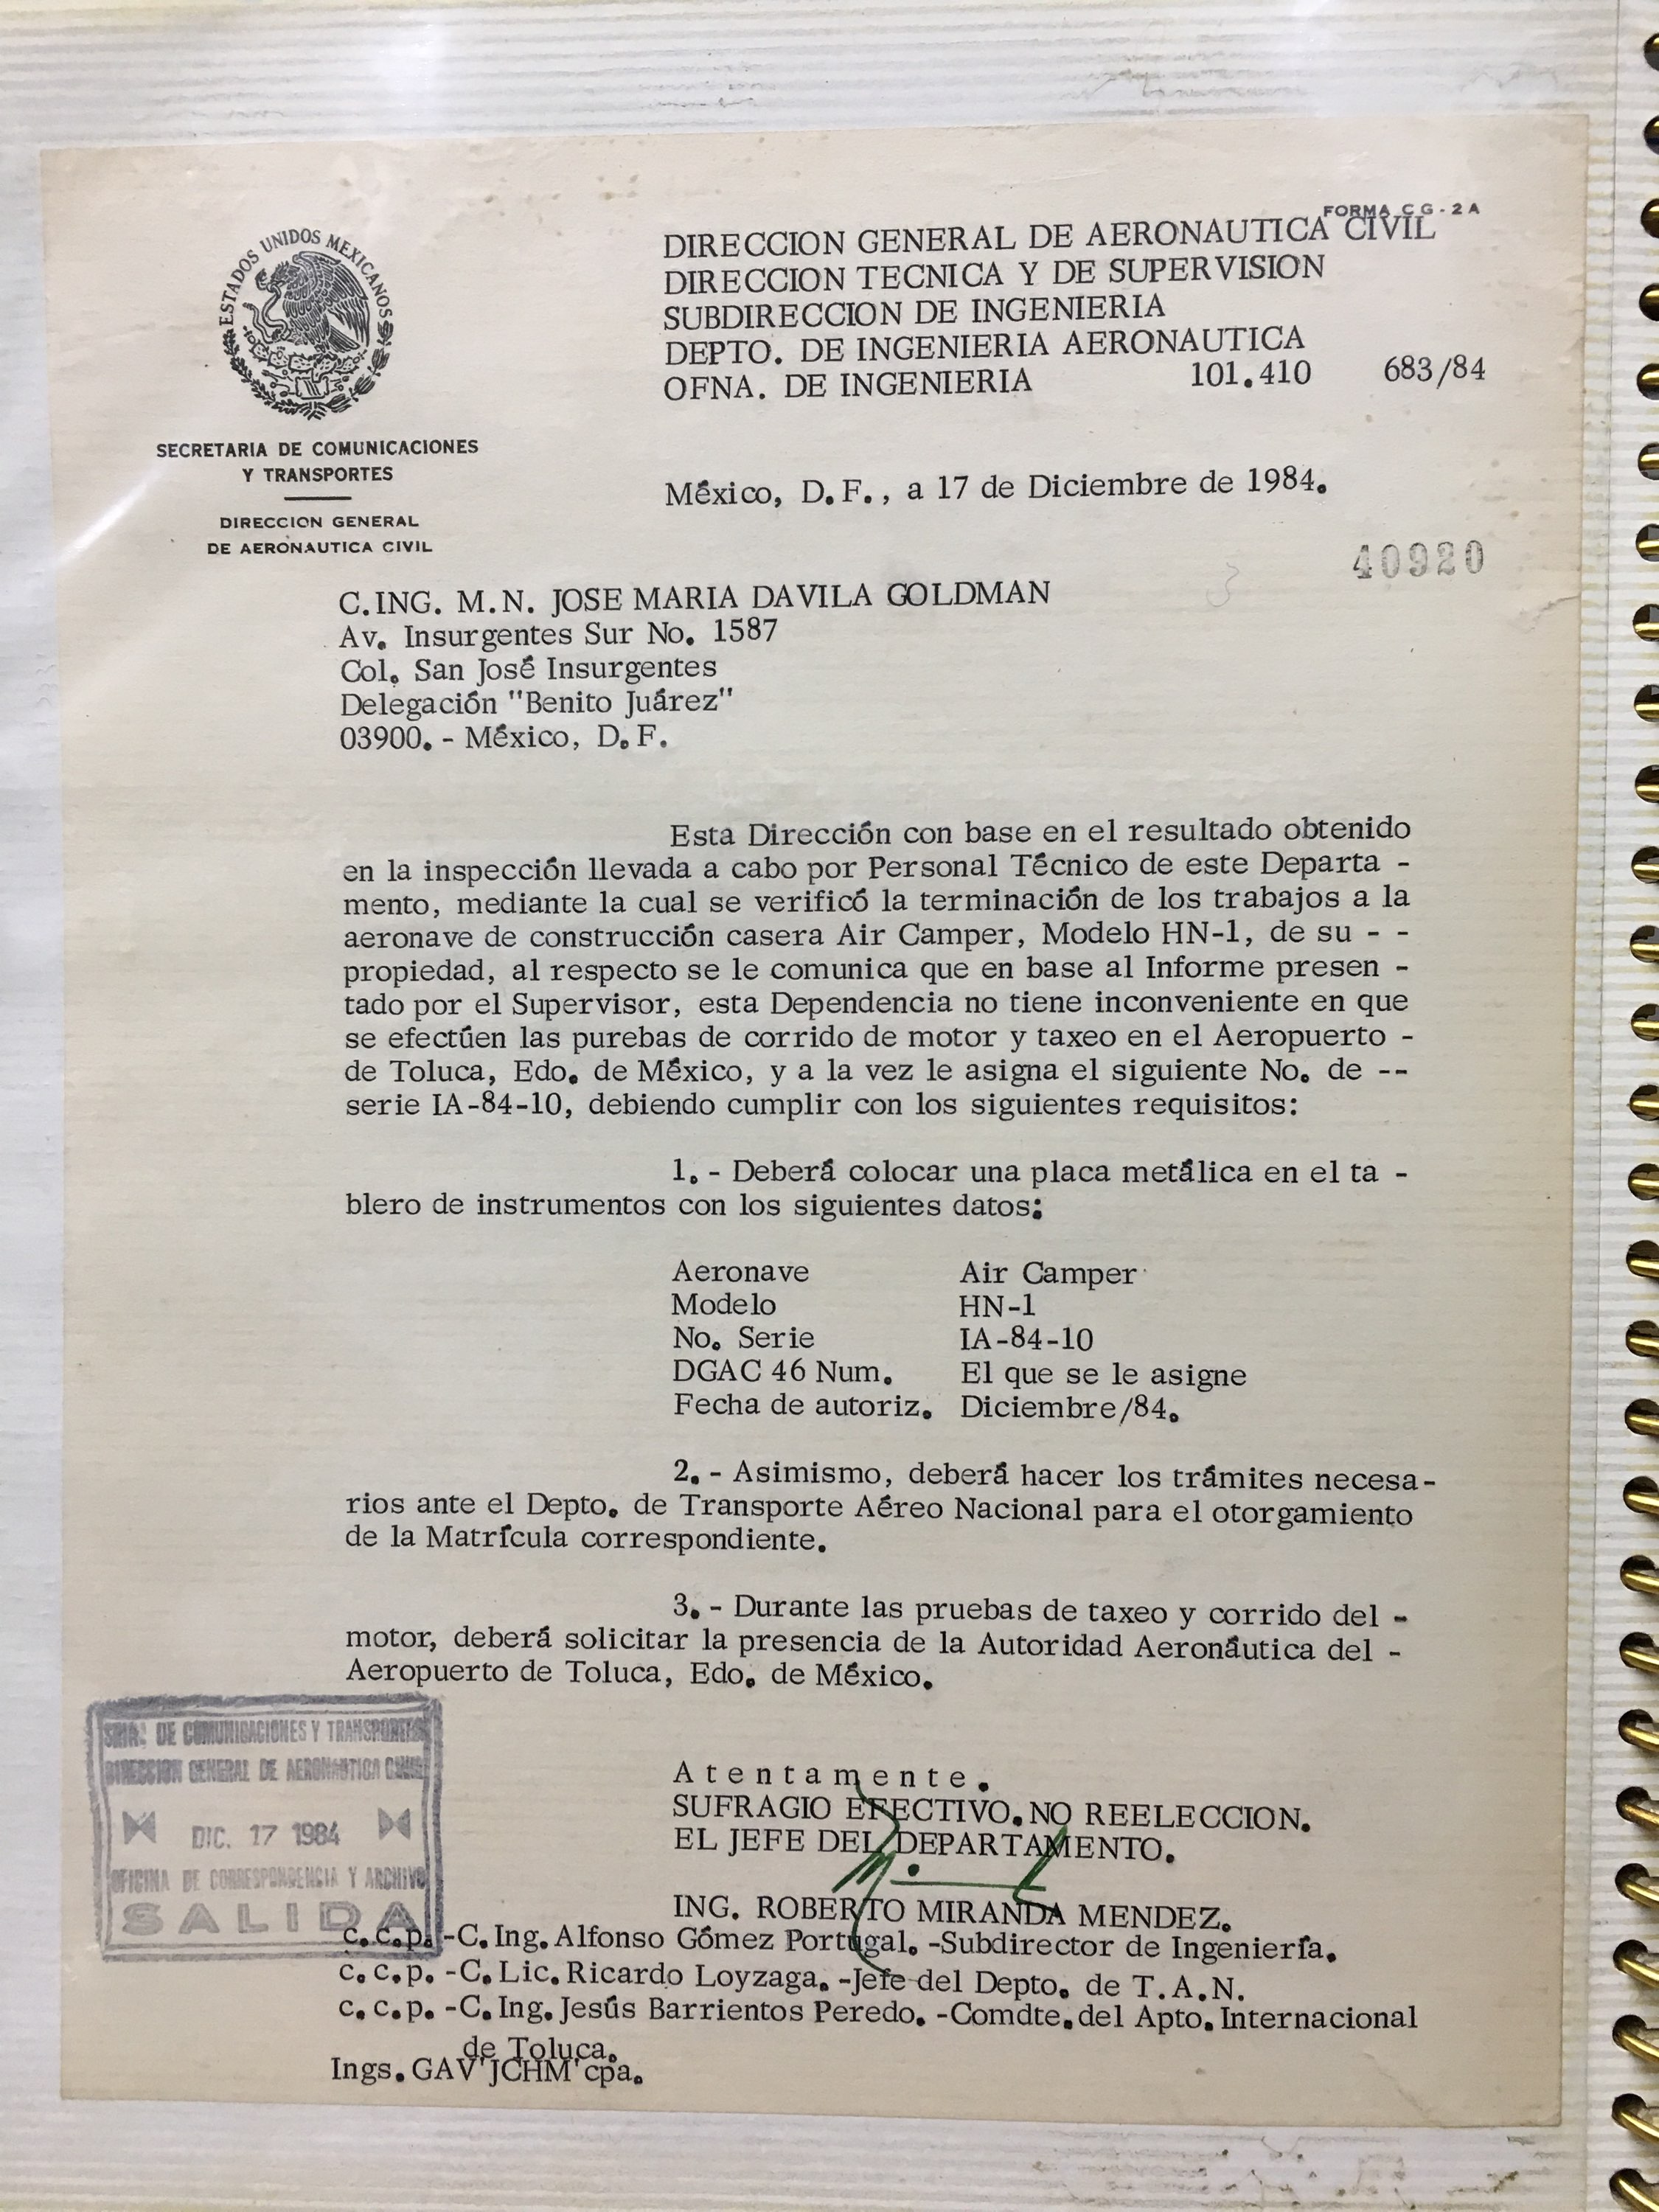 FORMA C G - 2 A
ESTADOS UNIDOS MEXICANOS
SECRETARIA DE COMUNICACIONES
Y TRANSPORTES
DIRECCION GENERAL
DE AERONAUTICA CIVIL
DIRECCION GENERAL DE AERONAUTICA CIVIL
DIRECCION TECNICA Y DE SUPERVISION
SUBDIRECCION DE INGENIERIA
DEPTO. DE INGENIERIA AERONAUTICA
OFNA. DE INGENIERIA 101.410 683/84
México, D.F., a 17 de Diciembre de 1984.
40920
C.ING. M.N. JOSE MARIA DAVILA GOLDMAN
Av. Insurgentes Sur No. 1587
Col. San José Insurgentes
Delegación "Benito Juárez"
03900. - México, D.F.
Esta Dirección con base en el resultado obtenido
en la inspección llevada a cabo por Personal Técnico de este Departa -
mento, mediante la cual se verificó la terminación de los trabajos a la
aeronave de construcción casera Air Camper, Modelo HN-1, de su - -
propiedad, al respecto se le comunica que en base al Informe presen -
tado por el Supervisor, esta Dependencia no tiene inconveniente en que
se efectúen las purebas de corrido de motor y taxeo en el Aeropuerto -
de Toluca, Edo. de México, y a la vez le asigna el siguiente No. de --
serie IA-84-10, debiendo cumplir con los siguientes requisitos:
1. - Deberá colocar una placa metálica en el ta -
blero de instrumentos con los siguientes datos:
Aeronave Air Camper
Modelo HN-1
No. Serie IA-84-10
DGAC 46 Num. El que se le asigne
Fecha de autoriz. Diciembre/84.
2. - Asimismo, deberá hacer los trámites necesa-
rios ante el Depto. de Transporte Aéreo Nacional para el otorgamiento
de la Matrícula correspondiente.
3. - Durante las pruebas de taxeo y corrido del -
motor, deberá solicitar la presencia de la Autoridad Aeronáutica del -
Aeropuerto de Toluca, Edo. de México.
A t e n t a m e n t e .
SUFRAGIO EFECTIVO. NO REELECCION.
EL JEFE DEL DEPARTAMENTO.
ING. ROBERTO MIRANDA MENDEZ.
DE COMUNICACIONES Y TRANSPORTES
DIRECCION GENERAL DE AERONAUTICA CIVIL
DIC. 17 1984
OFICINA DE CORRESPONDENCIA Y ARCHIVO
SALIDA
c.c.p. -C. Ing. Alfonso Gómez Portugal. -Subdirector de Ingeniería.
c.c.p. -C. Lic. Ricardo Loyzaga. -Jefe del Depto. de T.A.N.
c.c.p. -C. Ing. Jesús Barrientos Peredo. -Comdte. del Apto. Internacional
de Toluca.
Ings. GAV'JCHM'cpa.